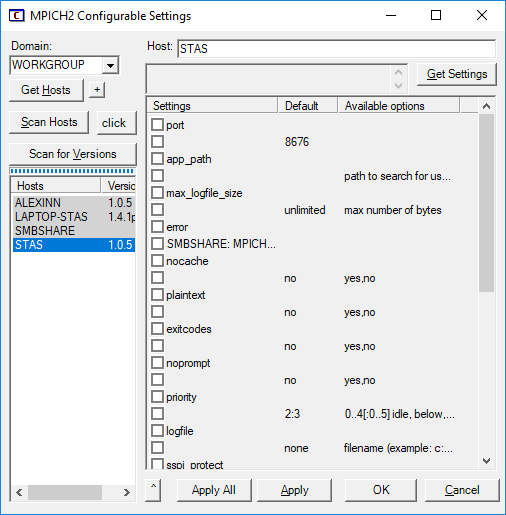 MPICH2 Configurable Settings
Domain:
WORKGROUP
Host: STAS
Get Hosts +
Get Settings
Scan Hosts click
Scan for Versions
Hosts Versio
ALEXINN 1.0.5
LAPTOP-STAS 1.4.1p
SMBSHARE
STAS 1.0.5
Settings Default Available options
port
8676
app_path
path to search for us...
max_logfile_size
unlimited max number of bytes
error
SMBSHARE: MPICH...
nocache
no yes,no
plaintext
no yes,no
exitcodes
no yes,no
noprompt
no yes,no
priority
2:3 0..4[:0..5] idle, below,...
logfile
none filename (example: c:...
sspi_protect
^ Apply All Apply OK Cancel